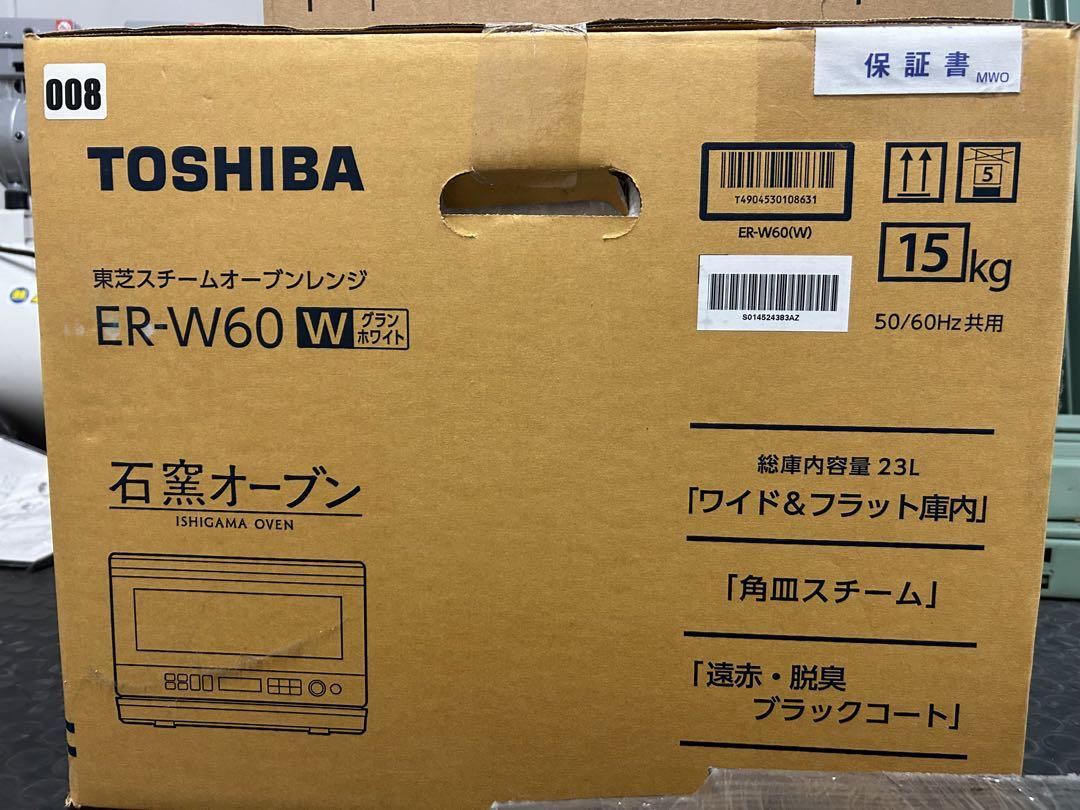 008
保証書 MWO
TOSHIBA
T4904530108631
ER-W60(W)
5
15kg
S014524383AZ
50/60Hz共用
東芝スチームオーブンレンジ
ER-W60 W グラン
ホワイト
石窯オーブン
ISHIGAMA OVEN
総庫内容量 23L
「ワイド&フラット庫内」
「角皿スチーム」
「遠赤・脱臭
ブラックコート」